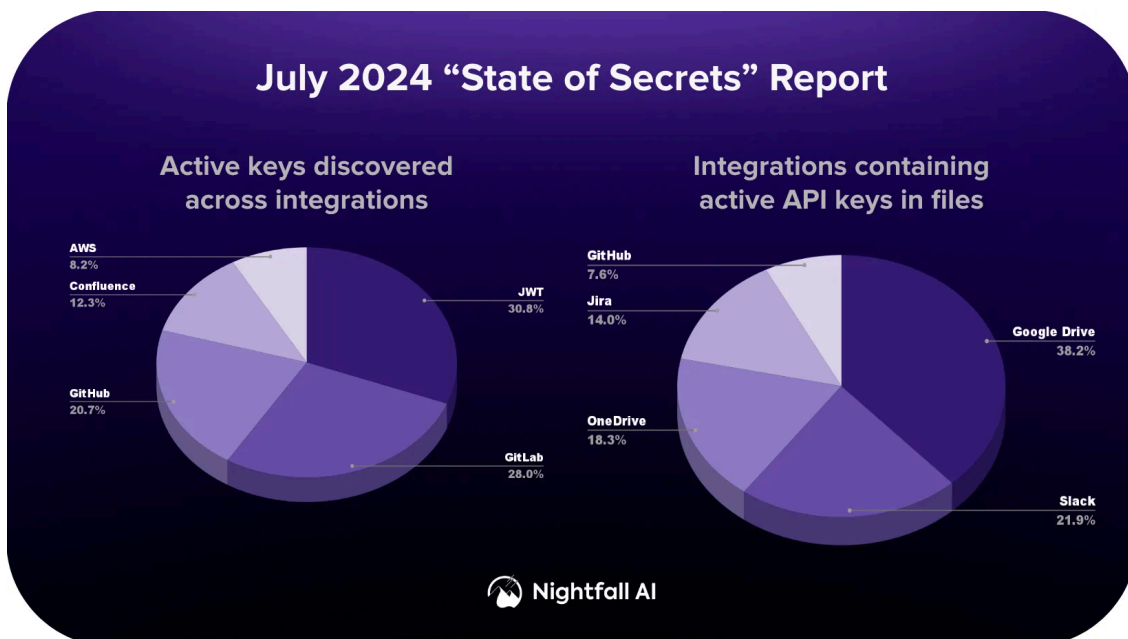 July 2024 “State of Secrets” Report
Active keys discovered
across integrations
AWS
8.2%
Confluence
12.3%
JWT
30.8%
GitHub
20.7%
GitLab
28.0%
Integrations containing
active API keys in files
GitHub
7.6%
Jira
14.0%
Google Drive
38.2%
OneDrive
18.3%
Slack
21.9%
Nightfall AI